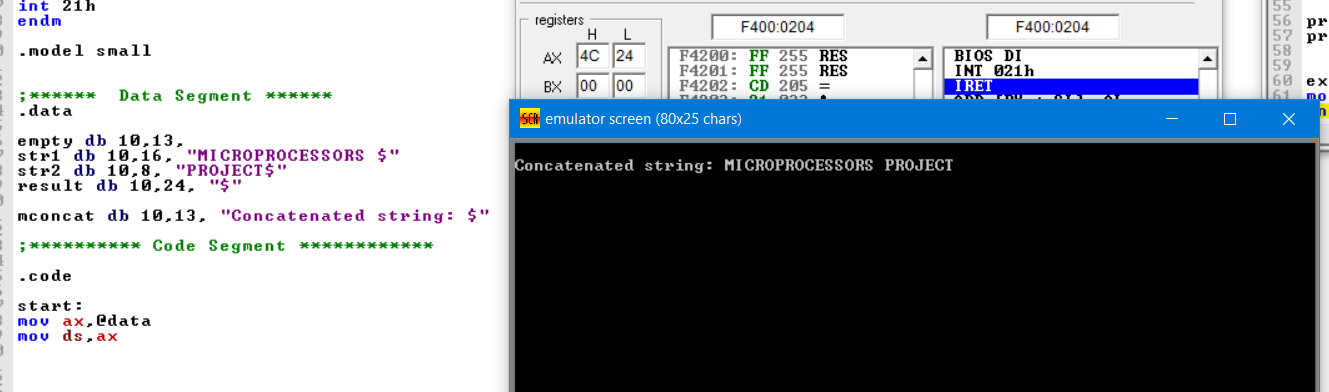 int 21h
endm
.model small
;****** Data Segment ******
.data
empty db 10,13,
str1 db 10,16, "MICROPROCESSORS $"
str2 db 10,8, "PROJECT$"
result db 10,24, "$"
mconcat db 10,13, "Concatenated string: $"
;********** Code Segment ************
.code
start:
mov ax,@data
mov ds,ax
registers
H L
AX 4C 24
BX 00 00
F400:0204
F4200: FF 255 RES
F4201: FF 255 RES
F4202: CD 205 =
F400:0204
BIOS DI
INT 021h
IRET
55
56 pr
57 pr
58
59
60 ex
61 mo
emulator screen (80x25 chars)
Concatenated string: MICROPROCESSORS PROJECT